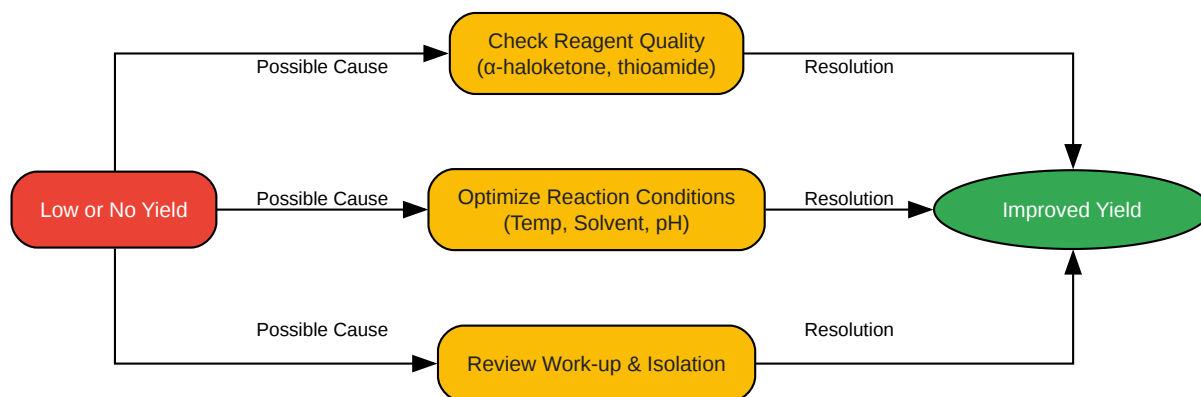 Check Reagent Quality
(α-haloketone, thioamide)
Possible Cause
Resolution
Low or No Yield
Possible Cause
Optimize Reaction Conditions
(Temp, Solvent, pH)
Resolution
Improved Yield
Possible Cause
Resolution
Review Work-up & Isolation